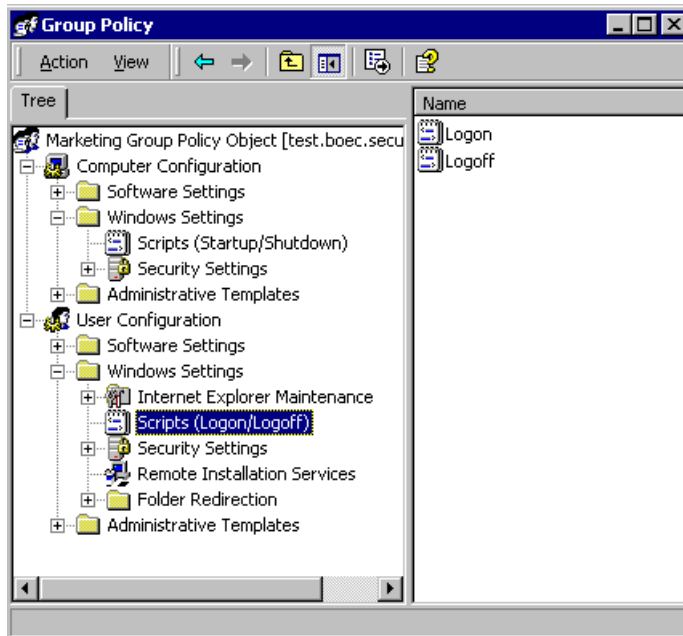 Group Policy
Action View
Tree
Name
Marketing Group Policy Object [test.boec.secu
Logon
Computer Configuration
Logoff
Software Settings
Windows Settings
Scripts (Startup/Shutdown)
Security Settings
Administrative Templates
User Configuration
Software Settings
Windows Settings
Internet Explorer Maintenance
Scripts (Logon/Logoff)
Security Settings
Remote Installation Services
Folder Redirection
Administrative Templates